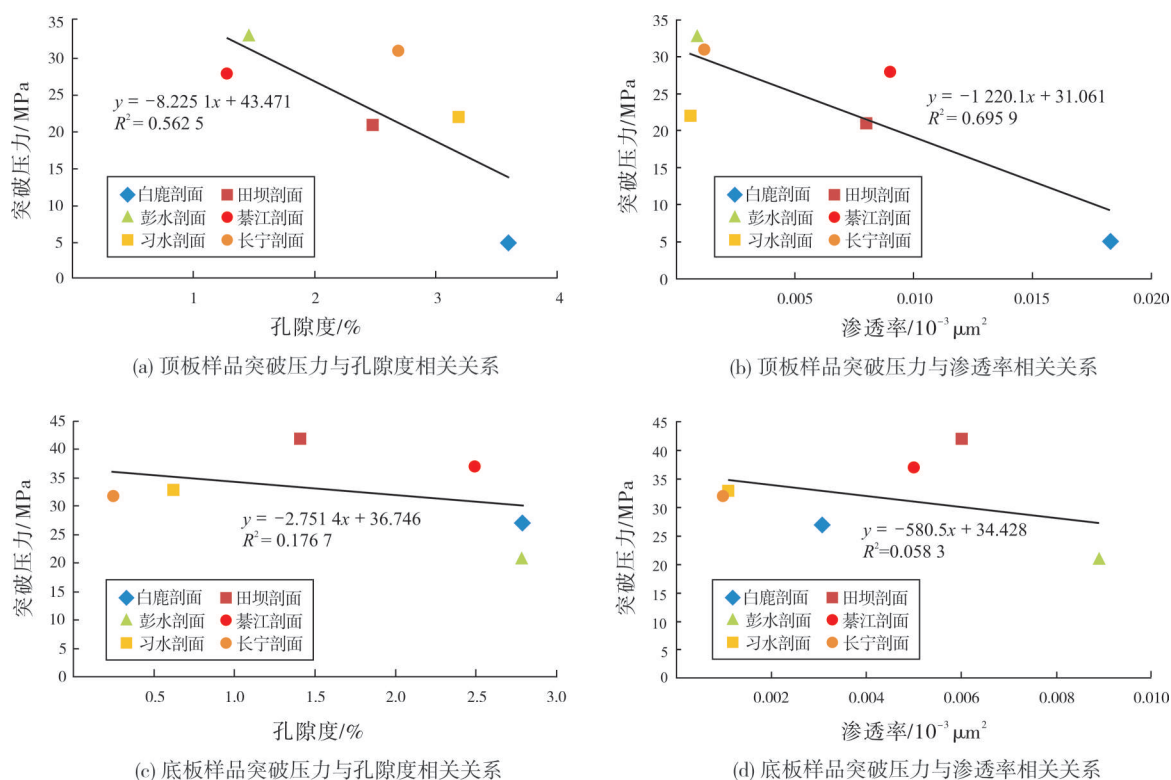 突破压力/MPa
35
30
25
20
15
10
5
0
y = −8.225 1x + 43.471
R² = 0.562 5
白鹿剖面 田坝剖面
彭水剖面 綦江剖面
习水剖面 长宁剖面
1 2 3 4
孔隙度/%
(a) 顶板样品突破压力与孔隙度相关关系
突破压力/MPa
35
30
25
20
15
10
5
0
y = −1 220.1x + 31.061
R² = 0.695 9
白鹿剖面 田坝剖面
彭水剖面 綦江剖面
习水剖面 长宁剖面
0.005 0.010 0.015 0.020
渗透率/10⁻³ μm²
(b) 顶板样品突破压力与渗透率相关关系
突破压力/MPa
45
40
35
30
25
20
15
10
5
0
y = −2.751 4x + 36.746
R² = 0.176 7
白鹿剖面 田坝剖面
彭水剖面 綦江剖面
习水剖面 长宁剖面
0.5 1.0 1.5 2.0 2.5 3.0
孔隙度/%
(c) 底板样品突破压力与孔隙度相关关系
突破压力/MPa
45
40
35
30
25
20
15
10
5
0
y = −580.5x + 34.428
R²=0.058 3
白鹿剖面 田坝剖面
彭水剖面 綦江剖面
习水剖面 长宁剖面
0.002 0.004 0.006 0.008 0.010
渗透率/10⁻³ μm²
(d) 底板样品突破压力与渗透率相关关系